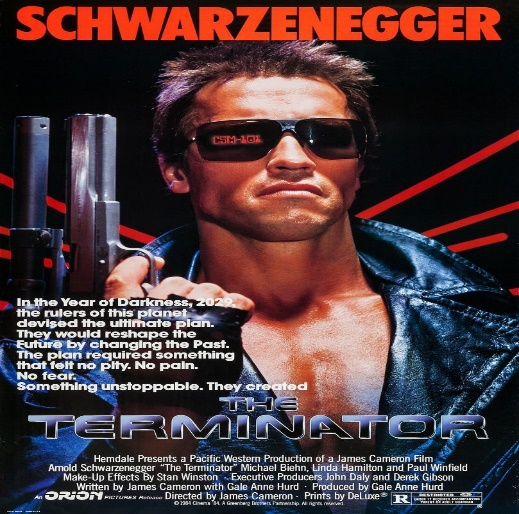 SCHWARZENEGGER
CSM-101
In the Year of Darkness, 2029,
the rulers of this planet
devised the ultimate plan.
They would reshape the
Future by changing the Past.
The plan required something
that felt no pity. No pain.
No fear.
Something unstoppable. They created
THE
TERMINATOR
Hemdale Presents a Pacific Western Production of a James Cameron Film
Arnold Schwarzenegger "The Terminator" Michael Biehn, Linda Hamilton and Paul Winfield
Make-Up Effects By Stan Winston · Executive Producers John Daly and Derek Gibson
Written by James Cameron with Gale Anne Hurd · Produced by Gale Anne Hurd
An ORION PICTURES Release Directed by James Cameron · Prints by DeLuxe®
R RESTRICTED
© 1984 Cinema '84, A Greenberg Brothers Partnership. All rights reserved.